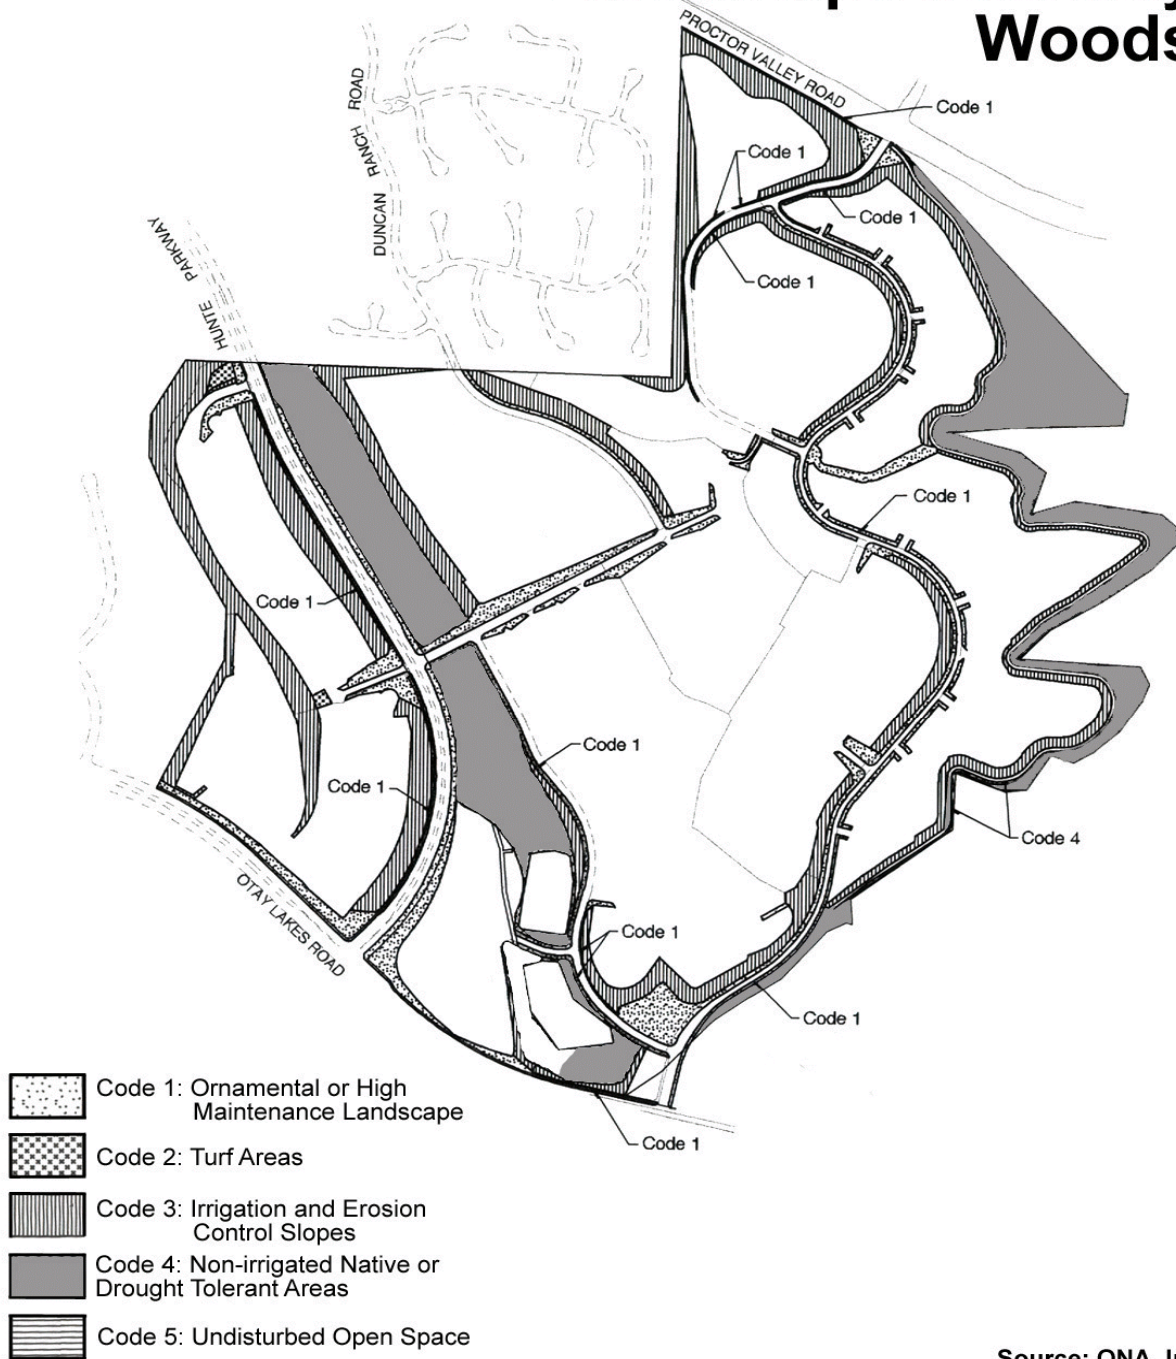 Woods
PROCTOR VALLEY ROAD
Code 1
DUNCAN RANCH ROAD
Code 1
Code 1
HUNTE PARKWAY
Code 1
Code 1
Code 1
Code 1
Code 1
Code 4
OTAY LAKES ROAD
Code 1
Code 1
Code 1
Code 1: Ornamental or High
Maintenance Landscape
Code 2: Turf Areas
Code 3: Irrigation and Erosion
Control Slopes
Code 4: Non-irrigated Native or
Drought Tolerant Areas
Code 5: Undisturbed Open Space